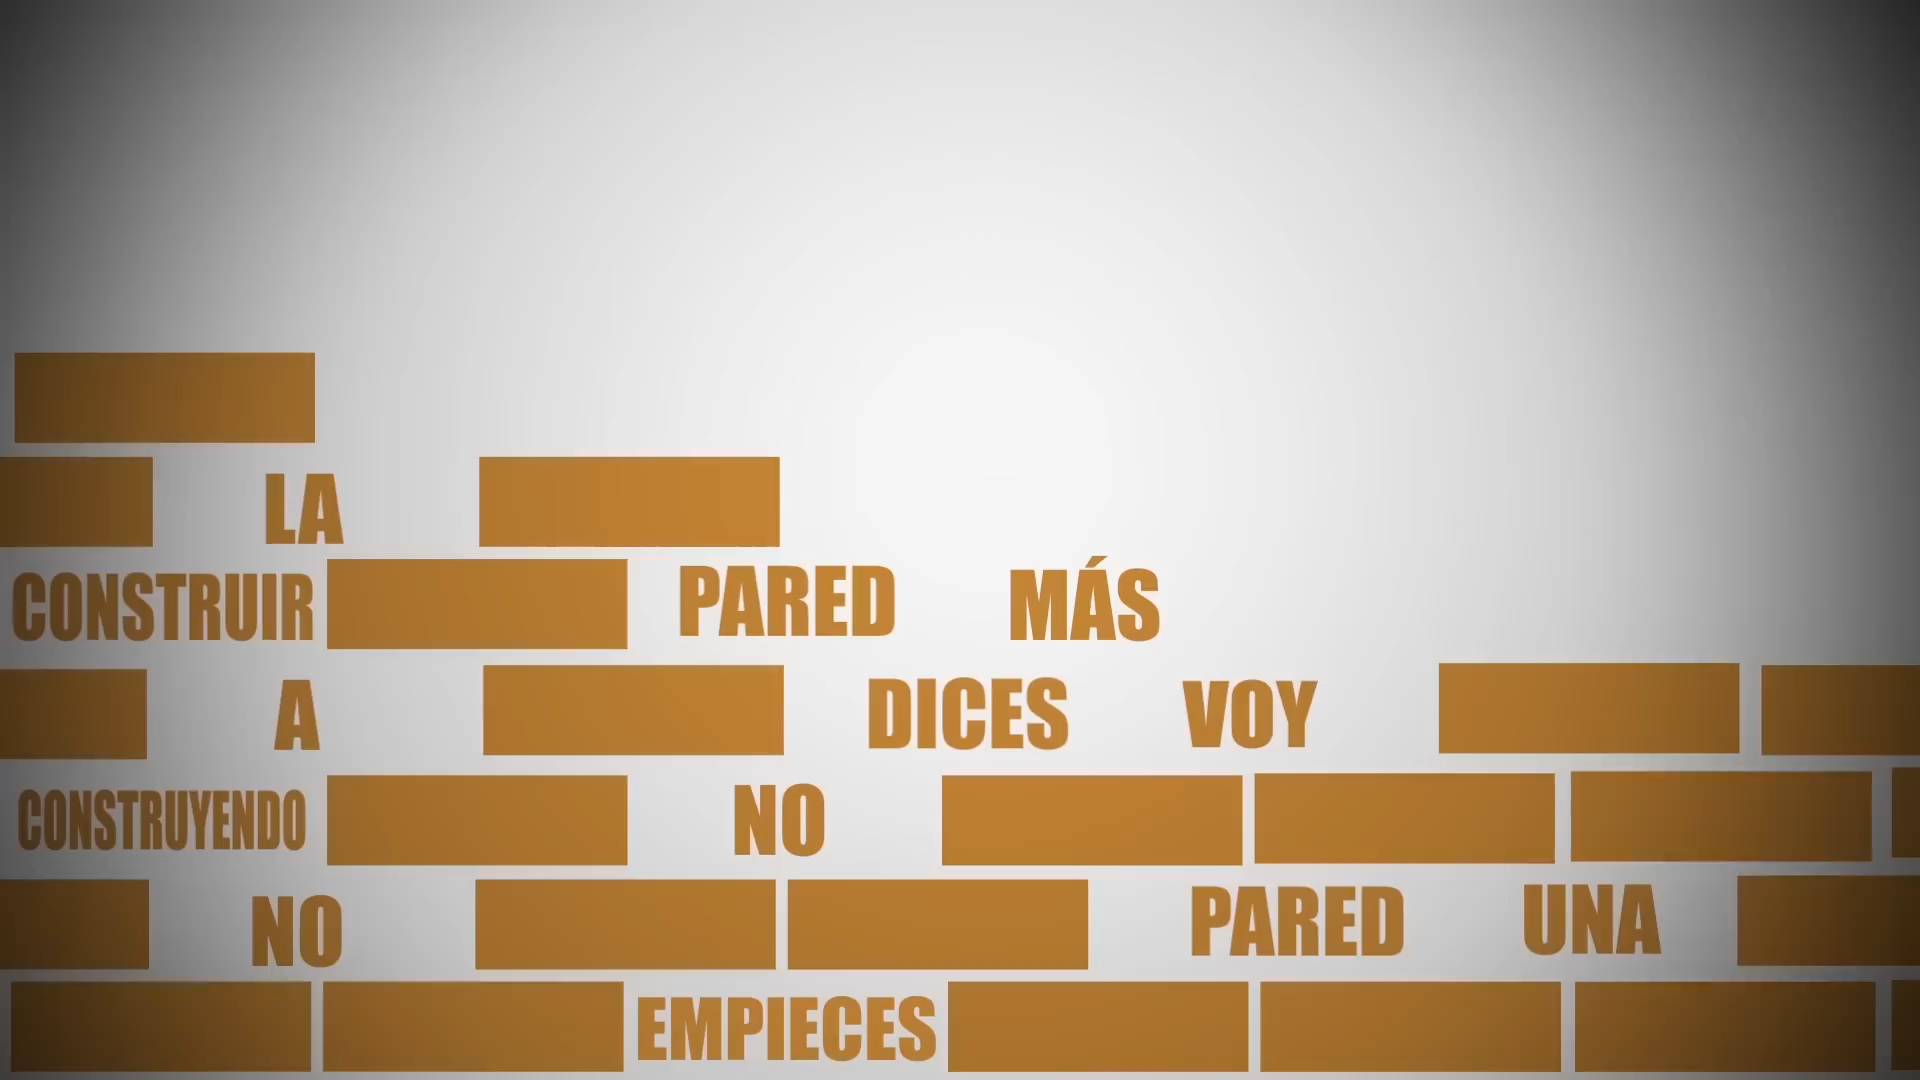 LA
CONSTRUIR PARED MÁS
A DICES VOY
CONSTRUYENDO NO
NO PARED UNA
EMPIECES